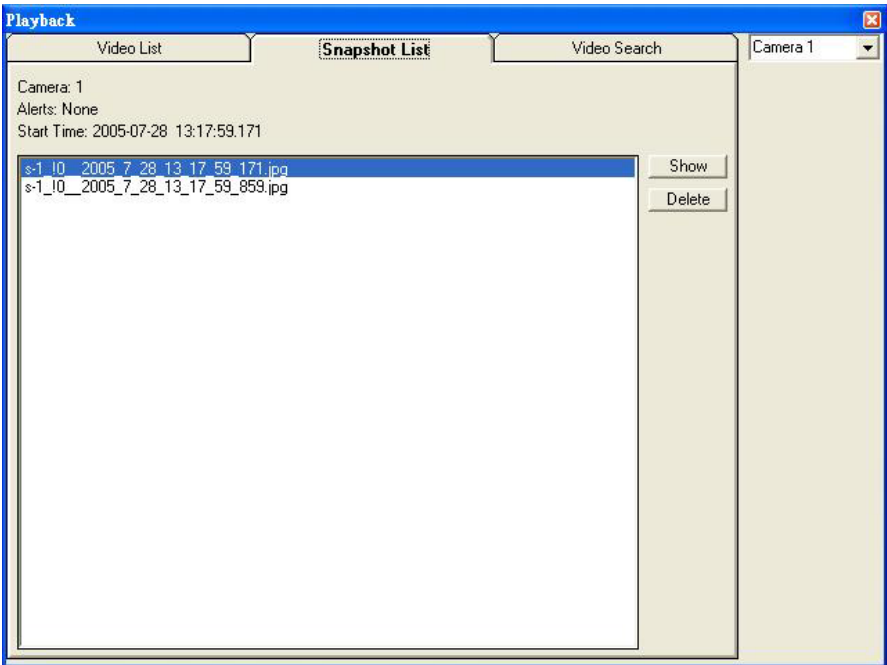 Playback
Video List
Snapshot List
Video Search
Camera 1
Camera: 1
Alerts: None
Start Time: 2005-07-28 13:17:59.171
s-1_!0__2005_7_28_13_17_59_171.jpg
s-1_!0__2005_7_28_13_17_59_859.jpg
Show
Delete